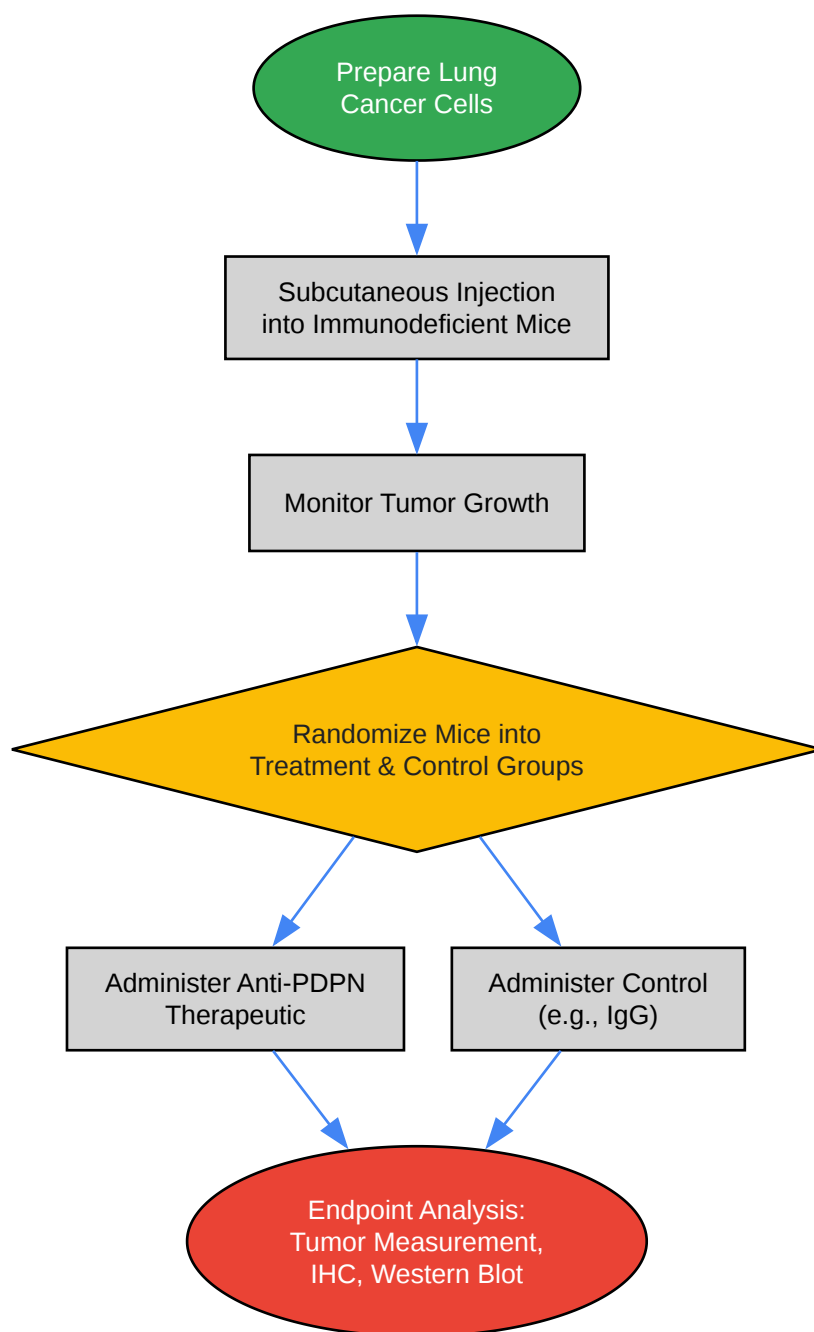 Prepare Lung
Cancer Cells
Subcutaneous Injection
into Immunodeficient Mice
Monitor Tumor Growth
Randomize Mice into
Treatment & Control Groups
Administer Anti-PDPN
Therapeutic
Administer Control
(e.g., IgG)
Endpoint Analysis:
Tumor Measurement,
IHC, Western Blot